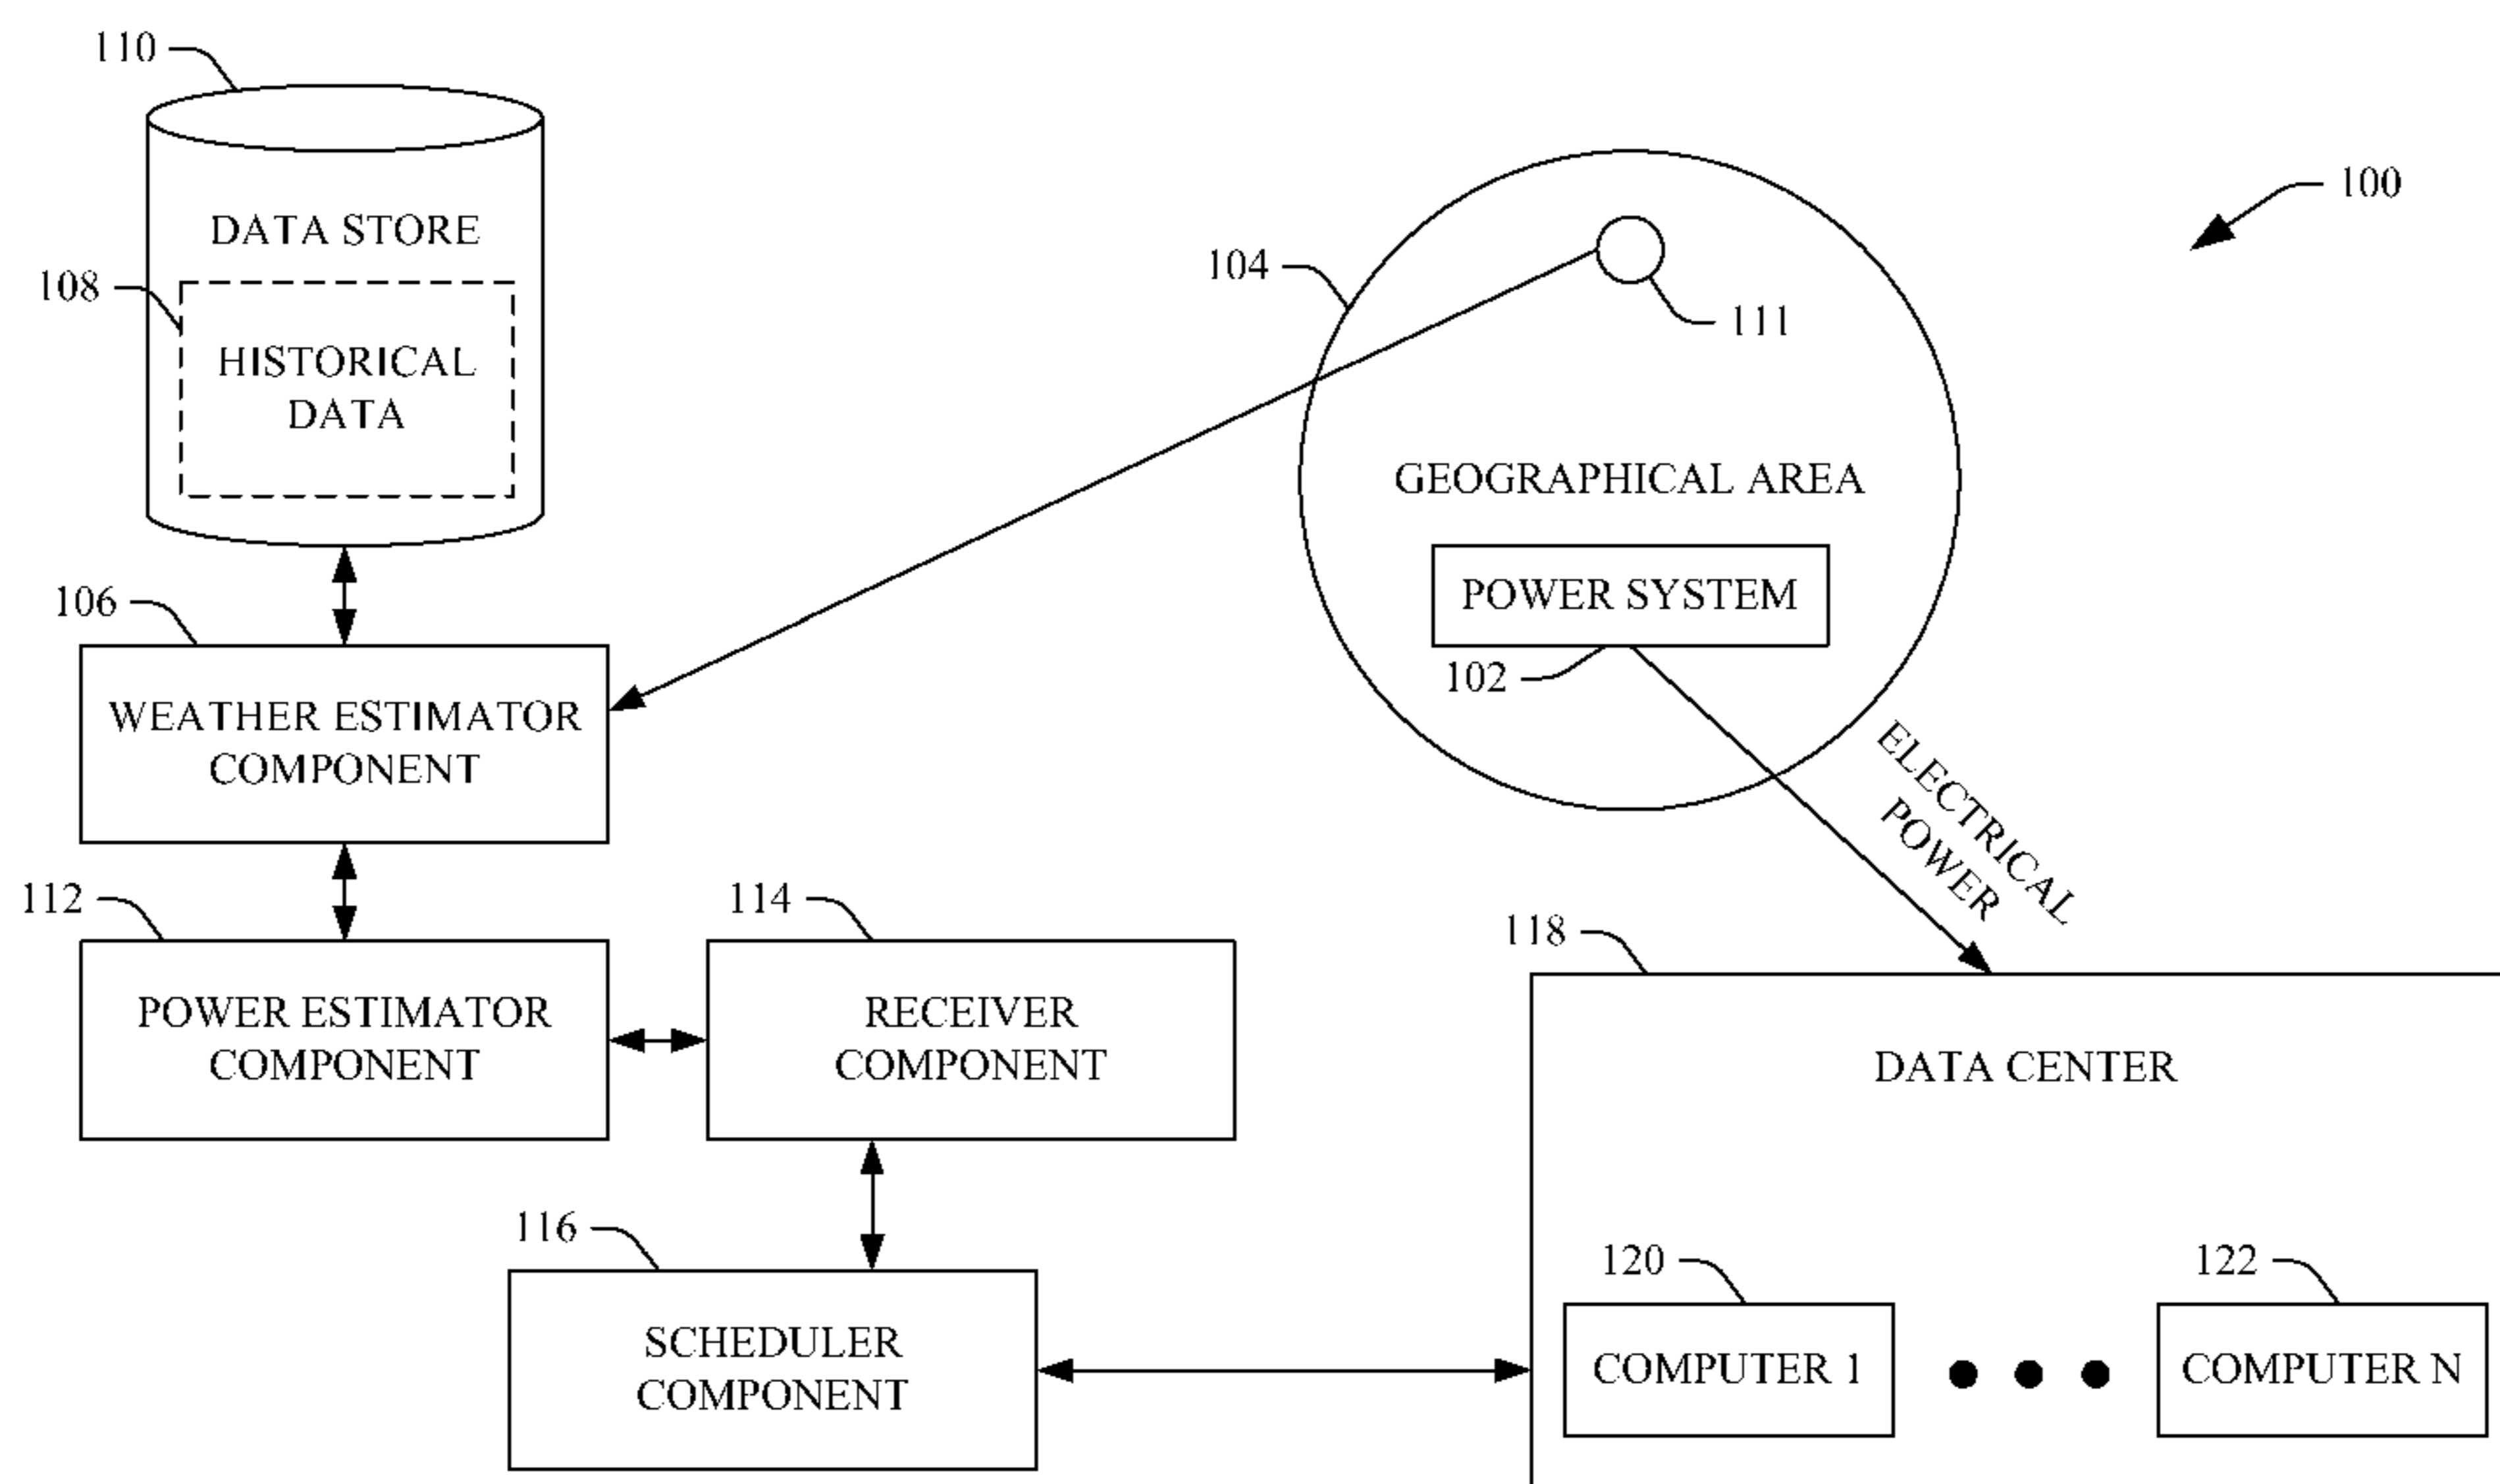 110
DATA STORE
108
HISTORICAL
DATA
100
104
111
GEOGRAPHICAL AREA
POWER SYSTEM
102
106
WEATHER ESTIMATOR
COMPONENT
ELECTRICAL
POWER
112
POWER ESTIMATOR
COMPONENT
114
RECEIVER
COMPONENT
118
DATA CENTER
116
SCHEDULER
COMPONENT
120
COMPUTER 1
122
COMPUTER N